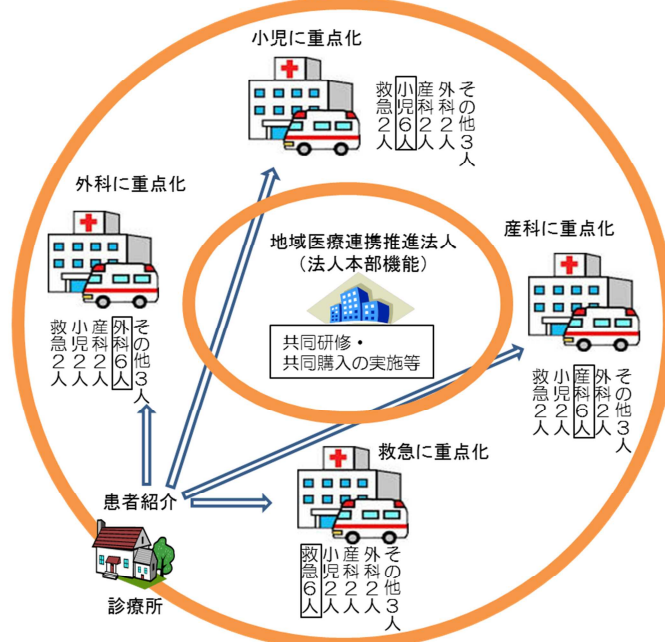 小児に重点化
救急2人
小児6人
産科2人
外科2人
その他3人
外科に重点化
救急2人
小児2人
産科2人
外科6人
その他3人
地域医療連携推進法人
(法人本部機能)
共同研修・
共同購入の実施等
産科に重点化
救急2人
小児2人
産科6人
外科2人
その他3人
救急に重点化
救急6人
小児2人
産科2人
外科2人
その他3人
患者紹介
診療所